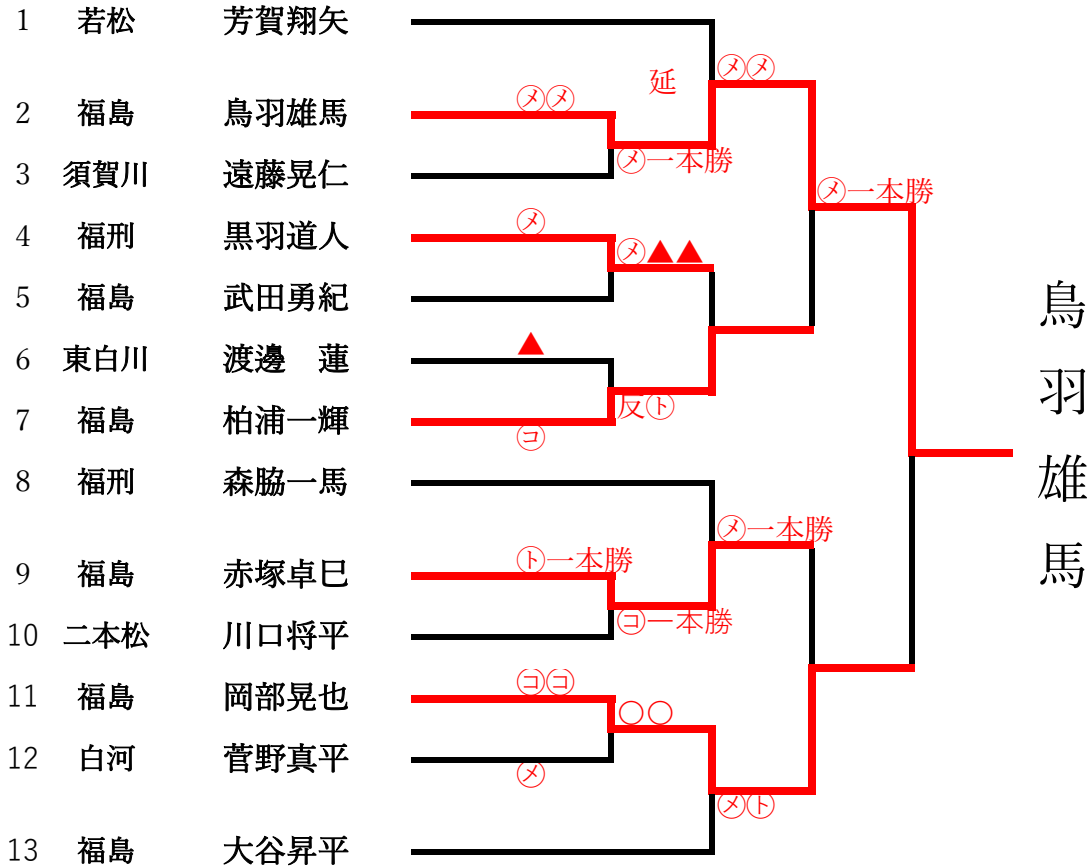 1 若松 芳賀翔矢
延 ㋱㋱
2 福島 鳥羽雄馬 ㋱㋱
㋱一本勝
3 須賀川 遠藤晃仁
㋱一本勝
4 福刑 黒羽道人 ㋱
㋱▲▲
5 福島 武田勇紀
6 東白川 渡邊 蓮 ▲
7 福島 柏浦一輝 ㋙
反㋣
8 福刑 森脇一馬
㋱一本勝
9 福島 赤塚卓巳 ㋣一本勝
㋙一本勝
10 二本松 川口将平
11 福島 岡部晃也 ㋙㋙
〇〇
12 白河 菅野真平 ㋱
㋱㋣
13 福島 大谷昇平
鳥羽雄馬